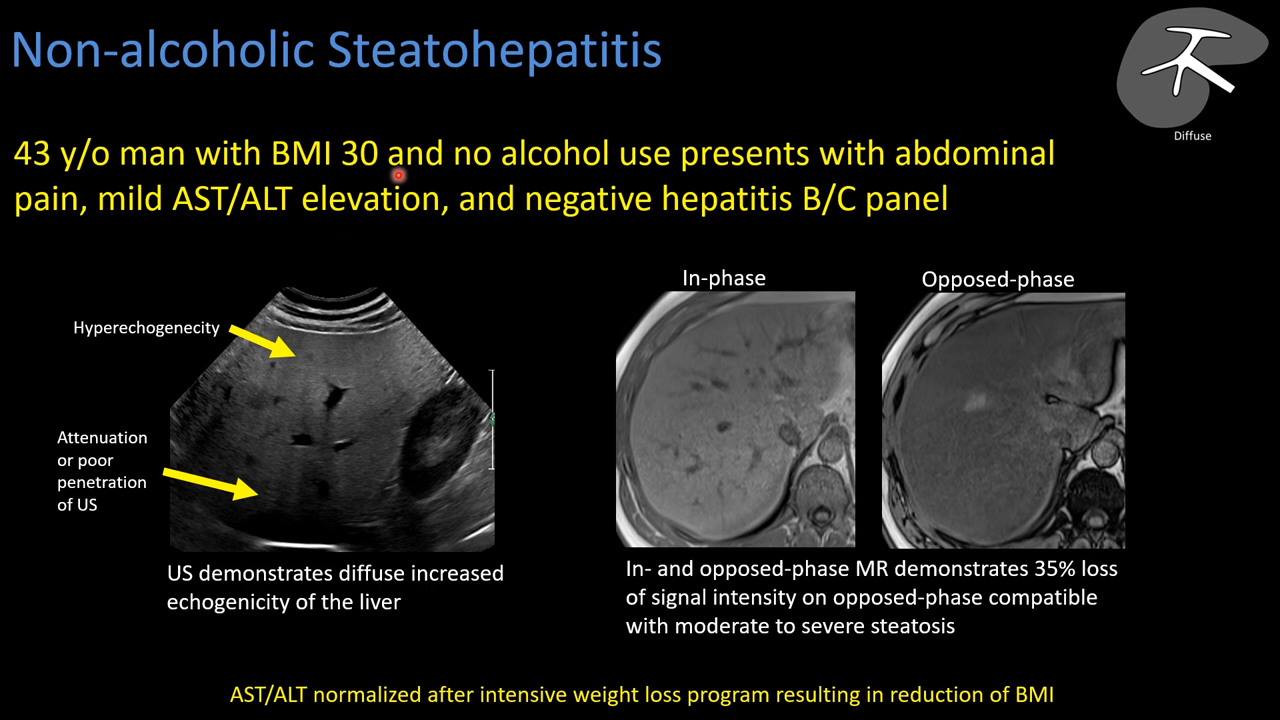 Non-alcoholic Steatohepatitis
Diffuse
43 y/o man with BMI 30 and no alcohol use presents with abdominal
pain, mild AST/ALT elevation, and negative hepatitis B/C panel
Hyperechogenecity
Attenuation
or poor
penetration
of US
US demonstrates diffuse increased
echogenicity of the liver
In-phase
Opposed-phase
In- and opposed-phase MR demonstrates 35% loss
of signal intensity on opposed-phase compatible
with moderate to severe steatosis
AST/ALT normalized after intensive weight loss program resulting in reduction of BMI